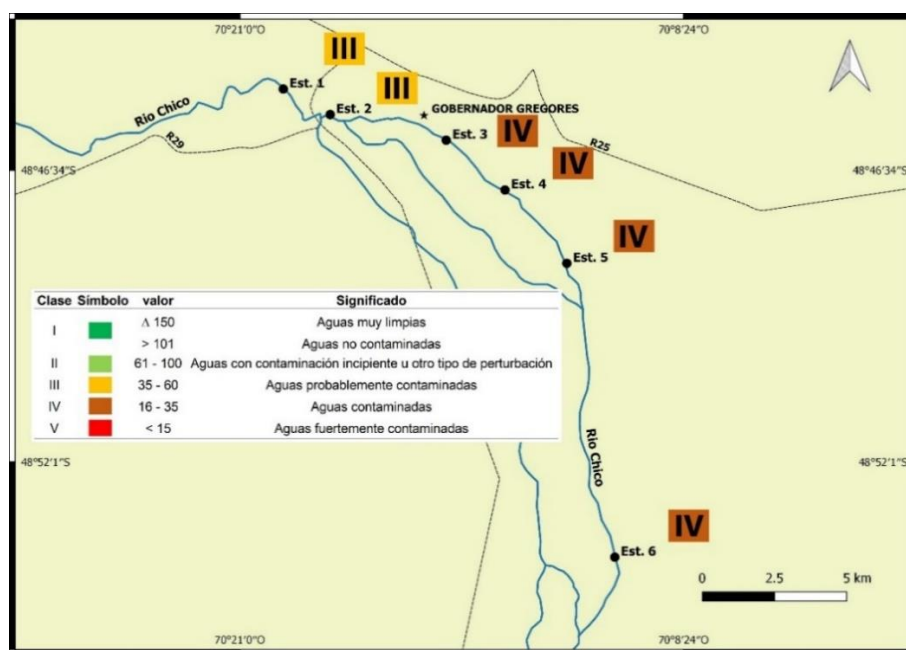 70°21'0"O 70°8'24"O
III
Est. 1
III
Est. 2
GOBERNADOR GREGORES
Río Chico
IV
Est. 3
R29
R25
IV
48°46'34"S 48°46'34"S
Est. 4
IV
Est. 5
Clase Símbolo valor Significado
I Δ 150 Aguas muy limpias
> 101 Aguas no contaminadas
II 61 - 100 Aguas con contaminación incipiente u otro tipo de perturbación
III 35 - 60 Aguas probablemente contaminadas
IV 16 - 35 Aguas contaminadas
V < 15 Aguas fuertemente contaminadas
Río Chico
48°52'1"S 48°52'1"S
IV
Est. 6
0 2.5 5 km
70°21'0"O 70°8'24"O